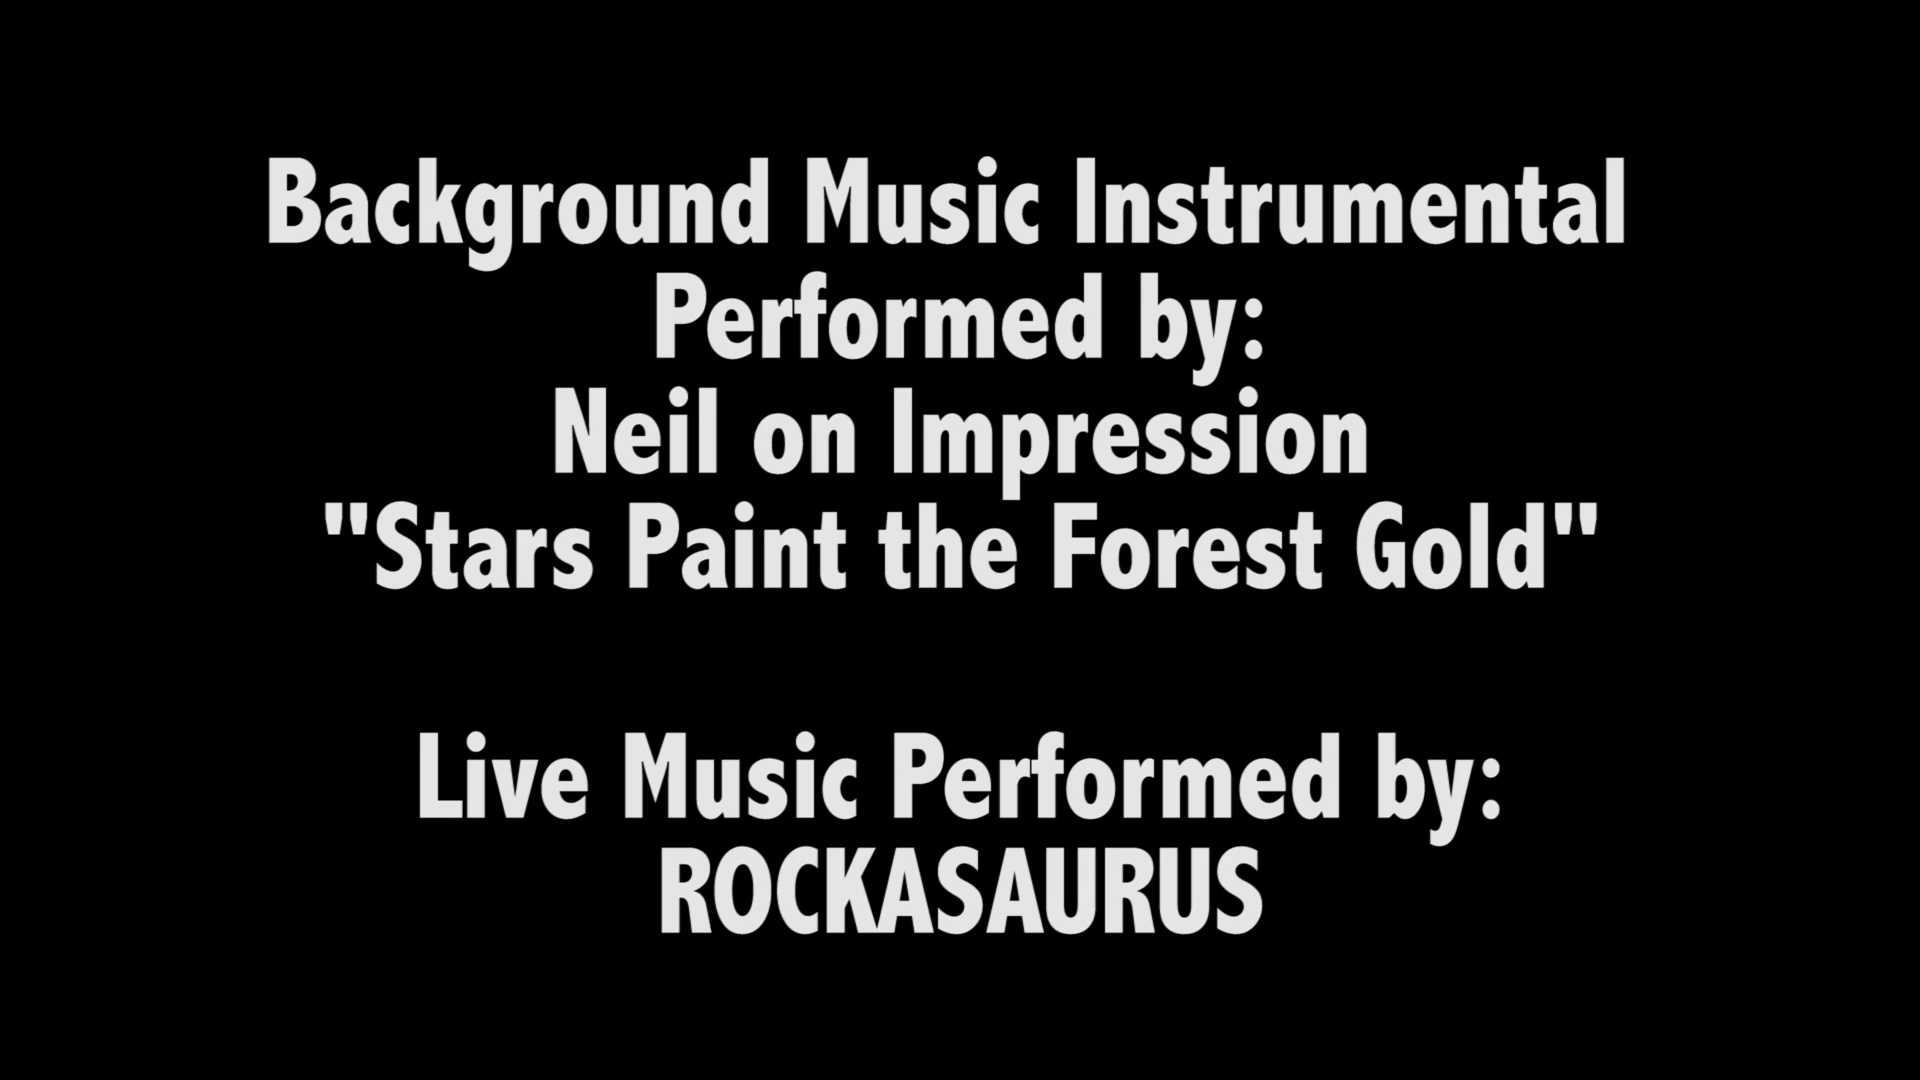 Background Music Instrumental
Performed by:
Neil on Impression
"Stars Paint the Forest Gold"
Live Music Performed by:
ROCKASAURUS